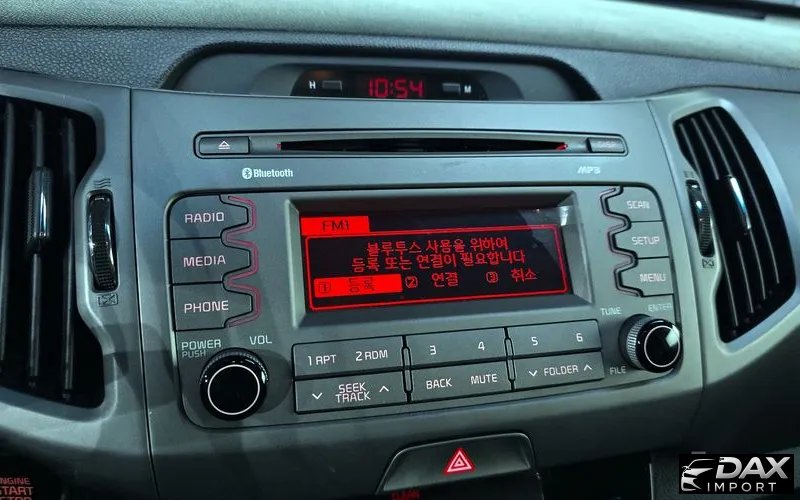 H 10:54 M
Bluetooth
MP3
RADIO
MEDIA
PHONE
FM1
블루투스 사용을 위하여
등록 또는 연결이 필요합니다
① 등록 ② 연결 ③ 취소
SCAN
SETUP
MENU
POWER
PUSH
VOL
TUNE
ENTER
FILE
1 RPT 2 RDM 3 4 5 6
SEEK
TRACK
BACK MUTE
FOLDER
ENGINE
START
DAX
IMPORT